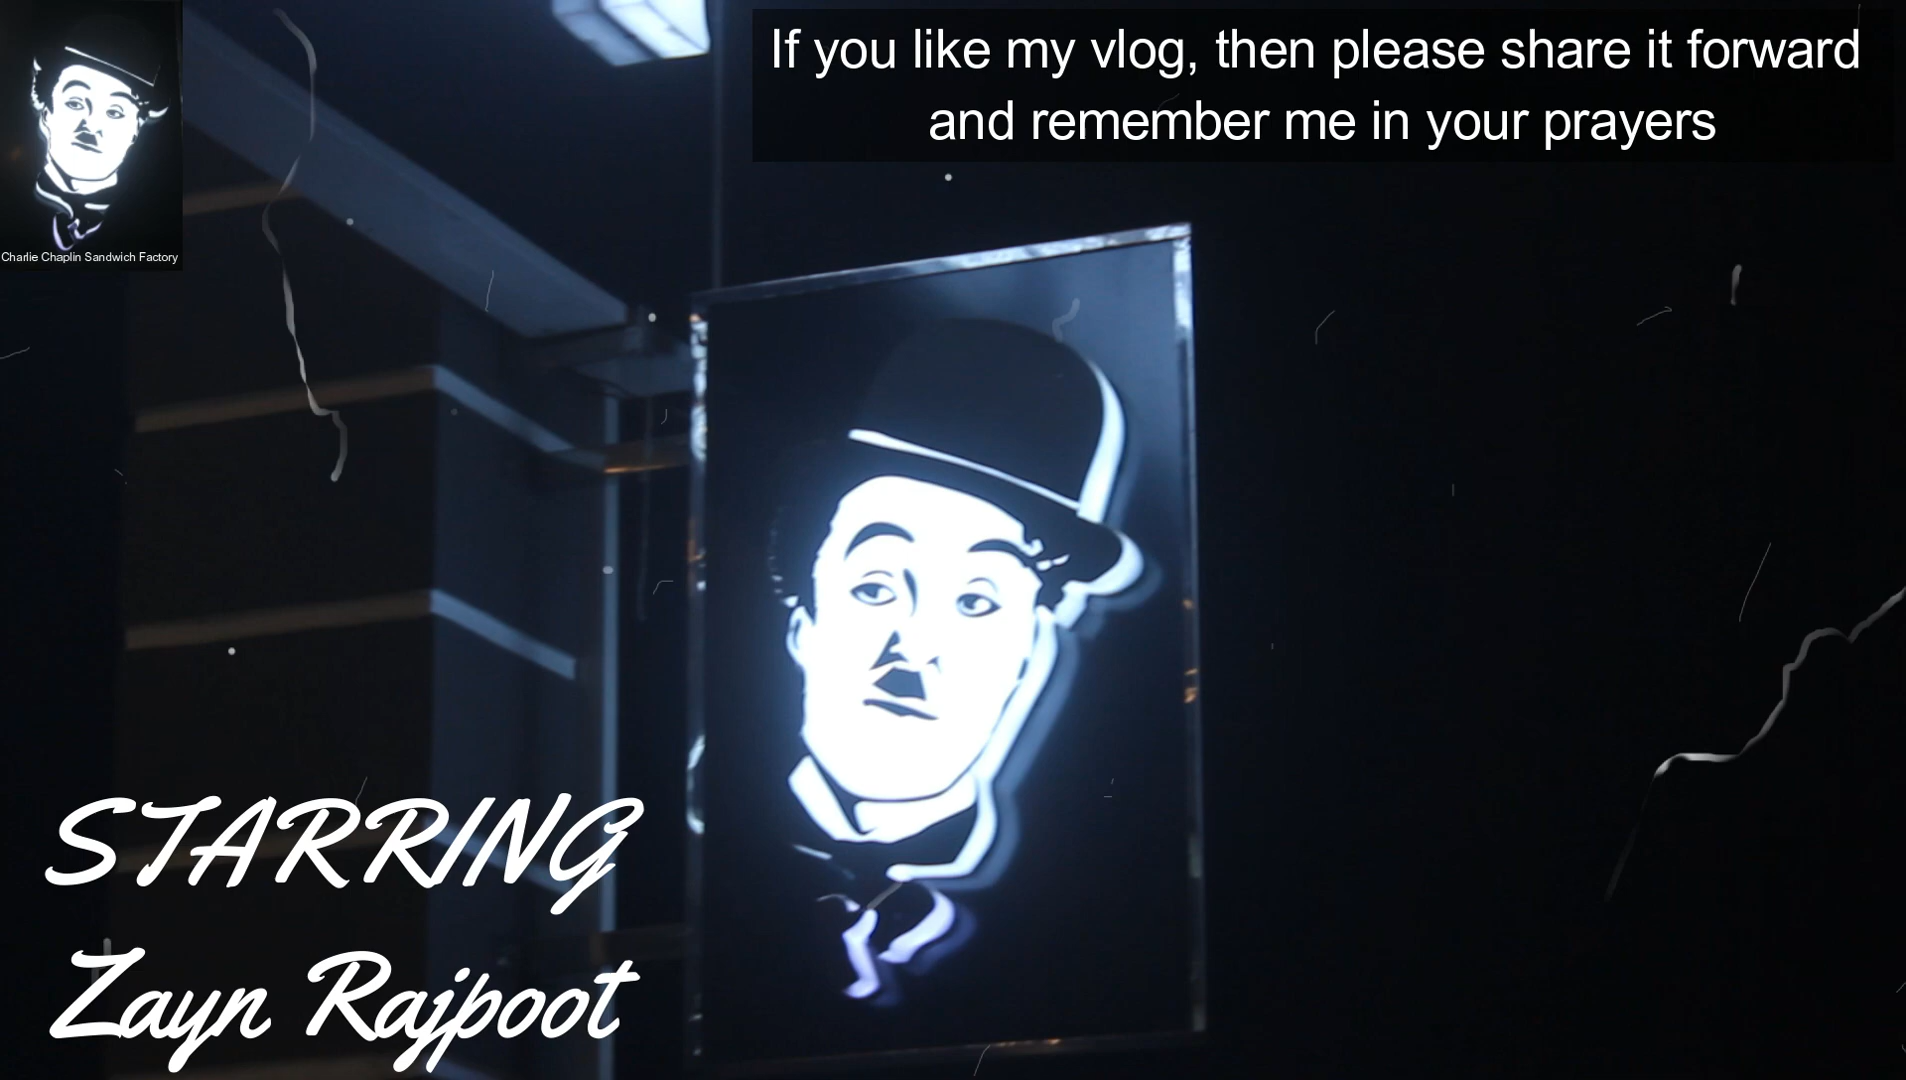 If you like my vlog, then please share it forward
and remember me in your prayers
Charlie Chaplin Sandwich Factory
STARRING
Zayn Rajpoot